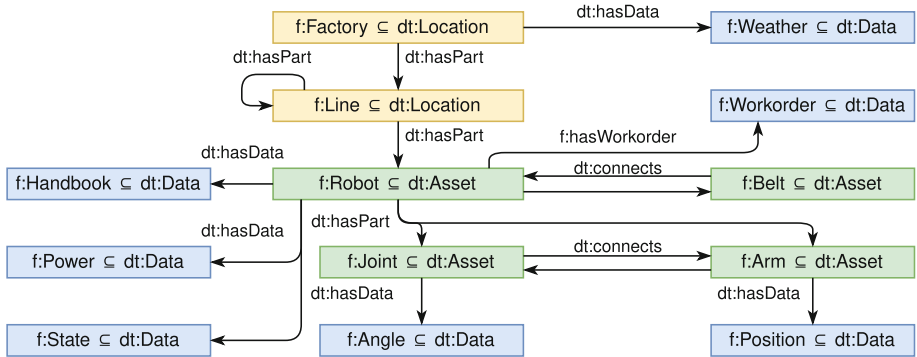 dt:hasData
f:Factory ⊆ dt:Location
f:Weather ⊆ dt:Data
dt:hasPart
dt:hasPart
f:Line ⊆ dt:Location
f:Workorder ⊆ dt:Data
dt:hasPart
f:hasWorkorder
dt:hasData
dt:connects
f:Handbook ⊆ dt:Data
f:Robot ⊆ dt:Asset
f:Belt ⊆ dt:Asset
dt:hasPart
dt:hasData
dt:connects
f:Power ⊆ dt:Data
f:Joint ⊆ dt:Asset
f:Arm ⊆ dt:Asset
dt:hasData
dt:hasData
f:State ⊆ dt:Data
f:Angle ⊆ dt:Data
f:Position ⊆ dt:Data